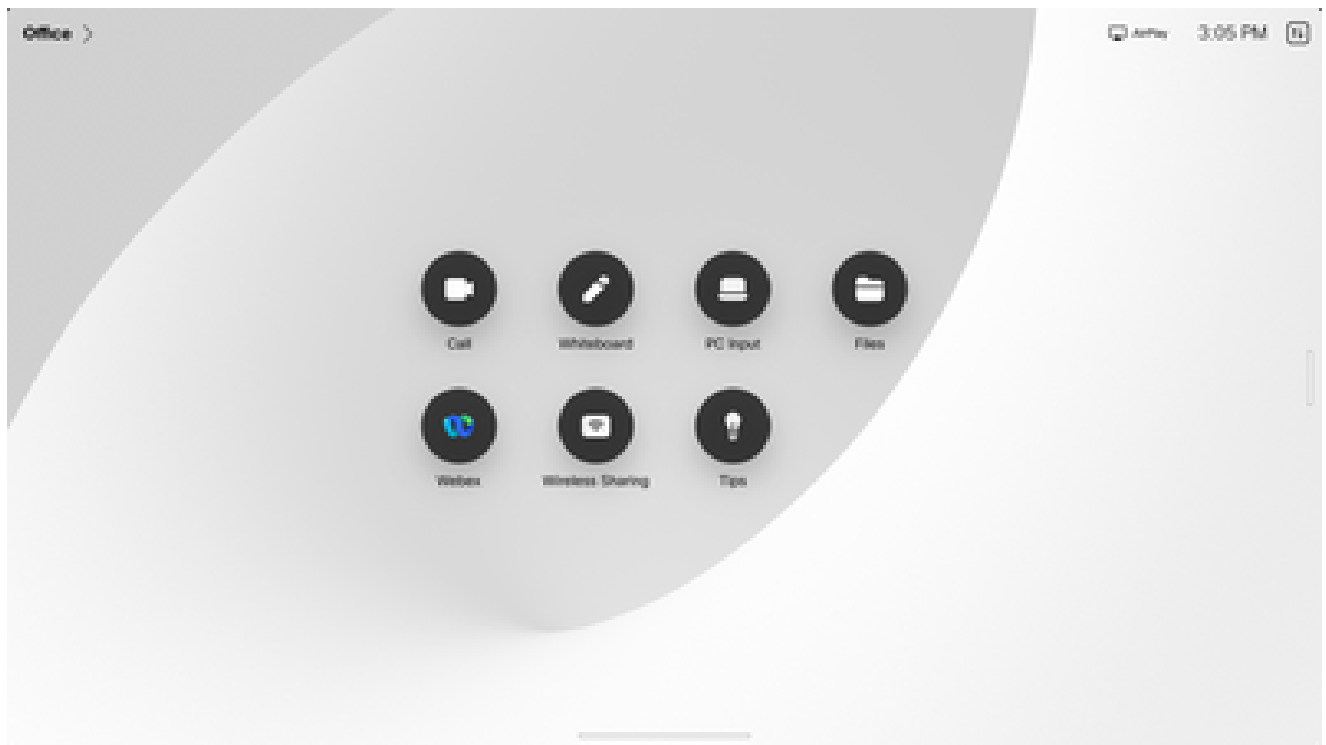 Office
AirPlay 3:05 PM
Call Whiteboard PC Input Files
Webex Wireless Sharing Tips